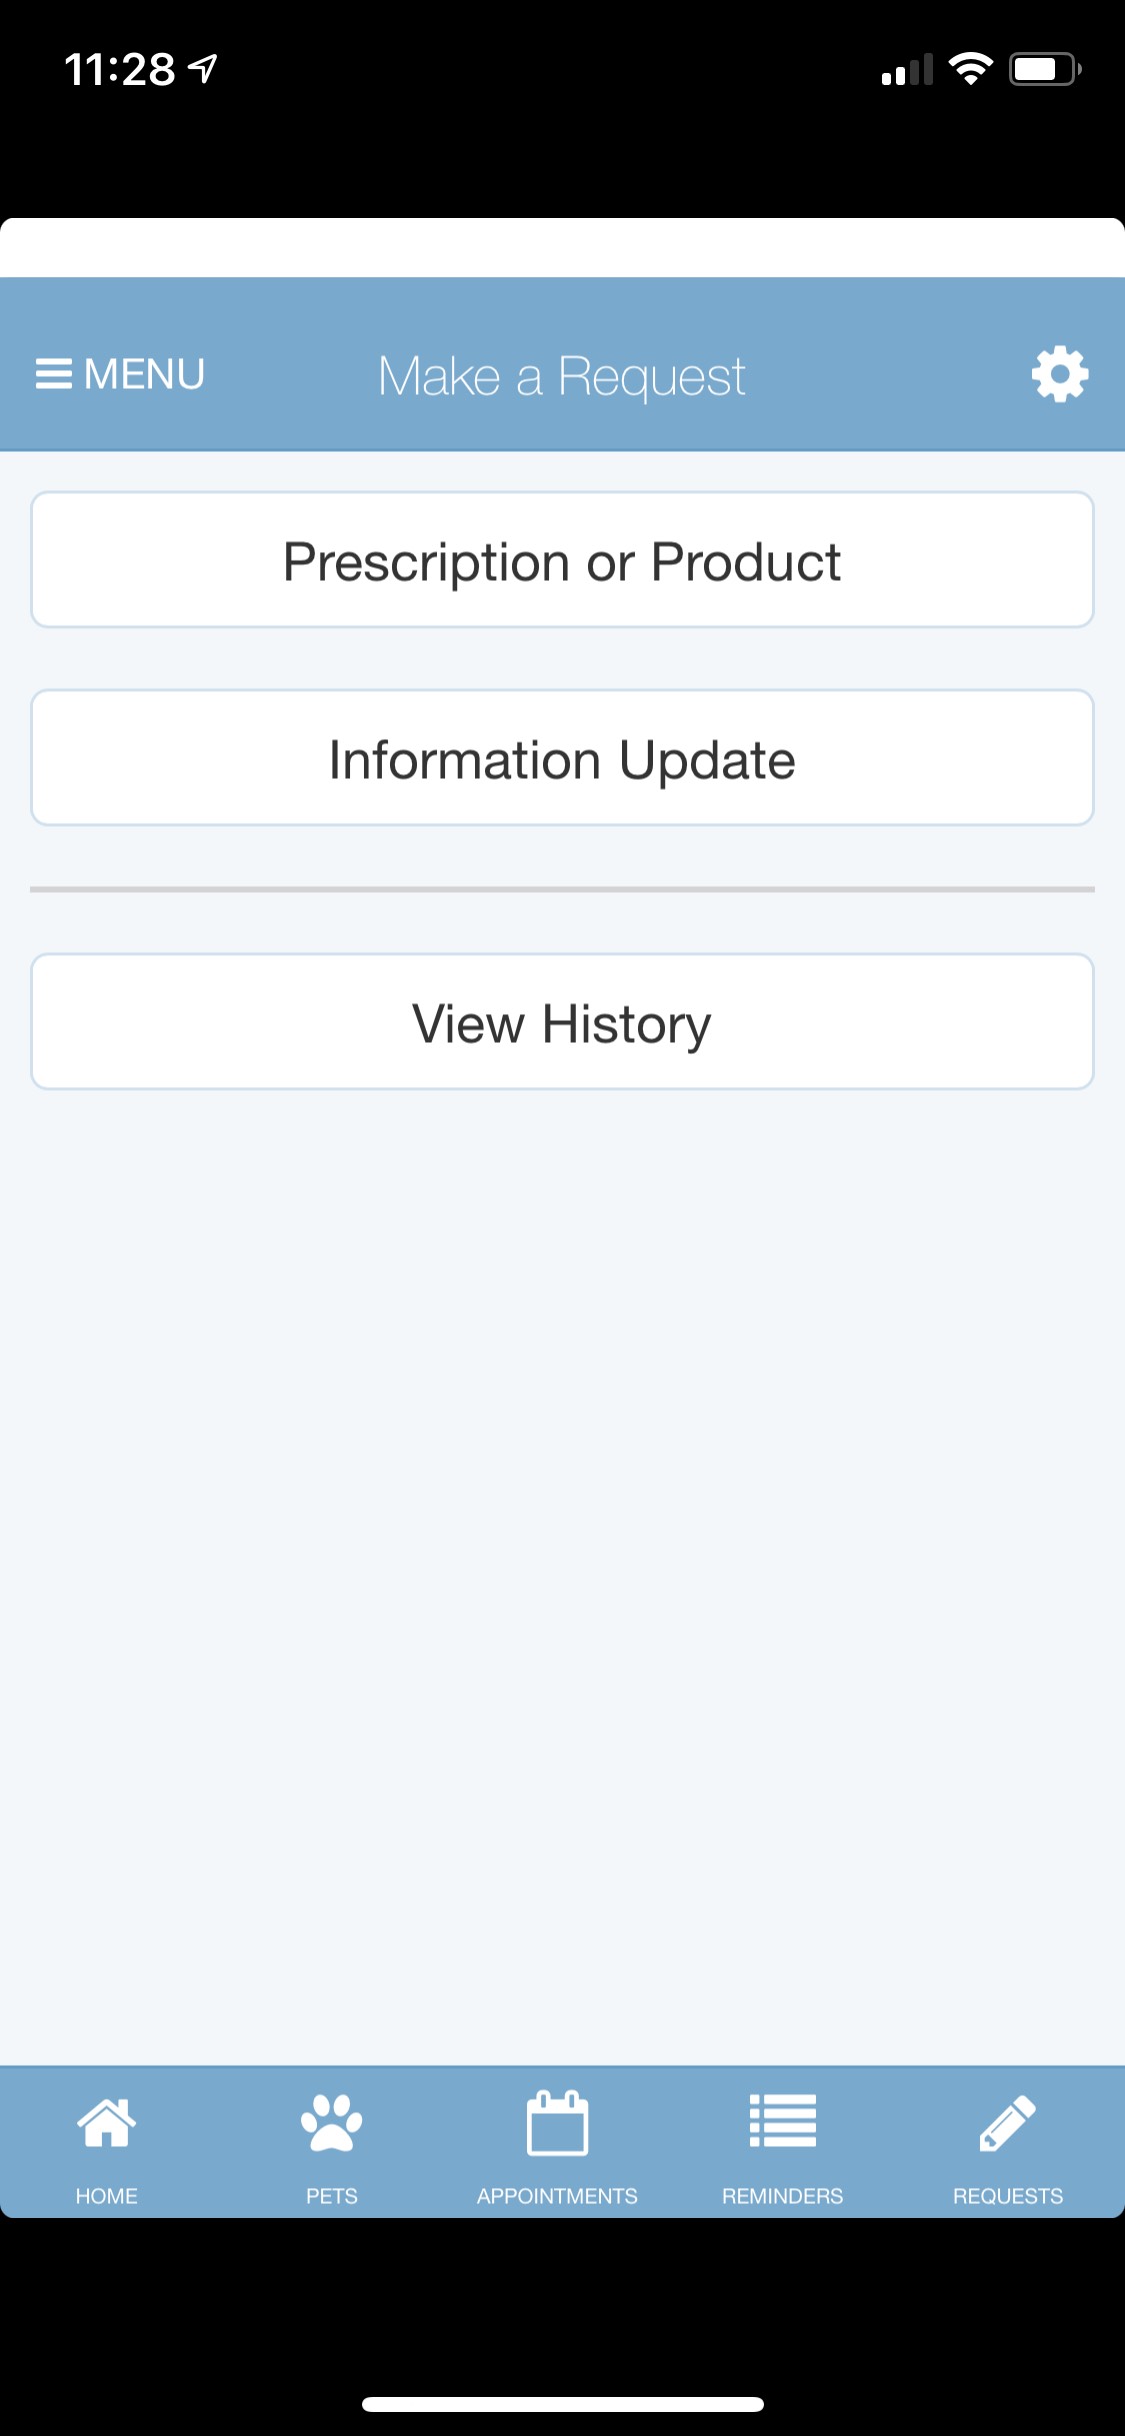 11:28
MENU
Make a Request
Prescription or Product
Information Update
View History
HOME
PETS
APPOINTMENTS
REMINDERS
REQUESTS